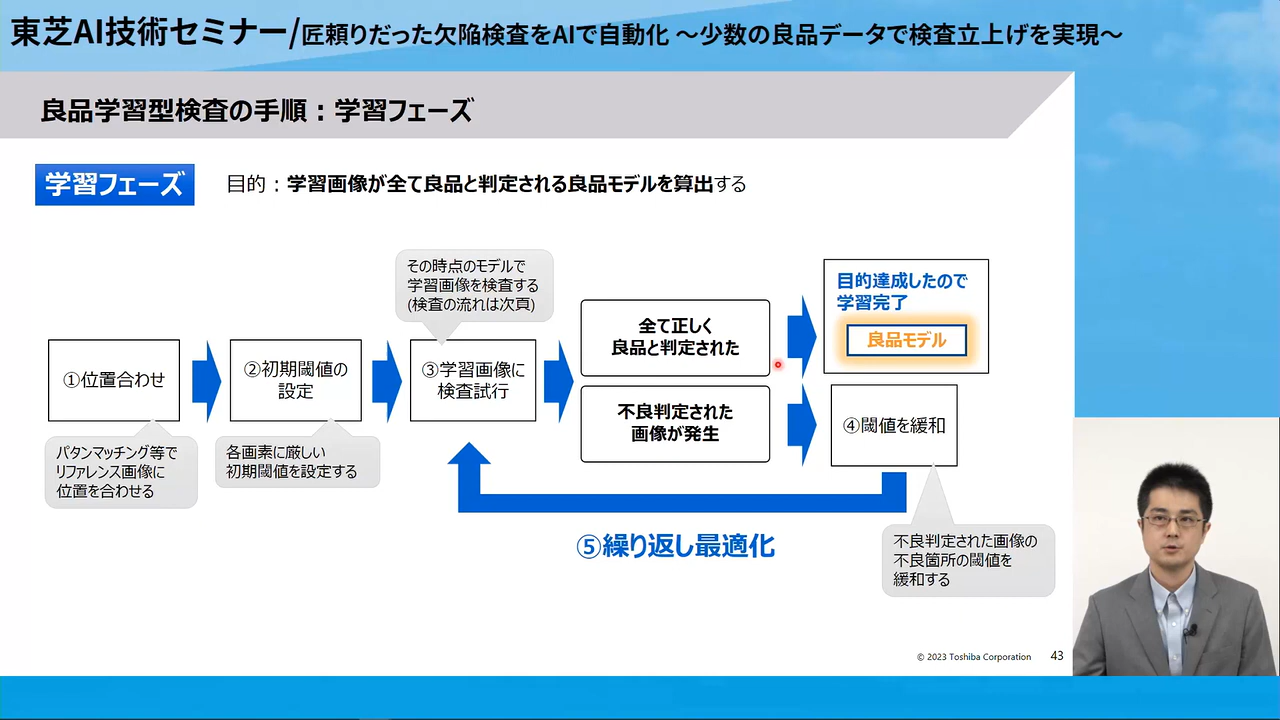 東芝AI技術セミナー/匠頼りだった欠陥検査をAIで自動化 ～少数の良品データで検査立上げを実現～
良品学習型検査の手順：学習フェーズ
学習フェーズ
目的：学習画像が全て良品と判定される良品モデルを算出する
その時点のモデルで
学習画像を検査する
(検査の流れは次頁)
①位置合わせ
②初期閾値の
設定
③学習画像に
検査試行
全て正しく
良品と判定された
不良判定された
画像が発生
目的達成したので
学習完了
良品モデル
④閾値を緩和
パタンマッチング等で
リファレンス画像に
位置を合わせる
各画素に厳しい
初期閾値を設定する
⑤繰り返し最適化
不良判定された画像の
不良箇所の閾値を
緩和する
© 2023 Toshiba Corporation
43